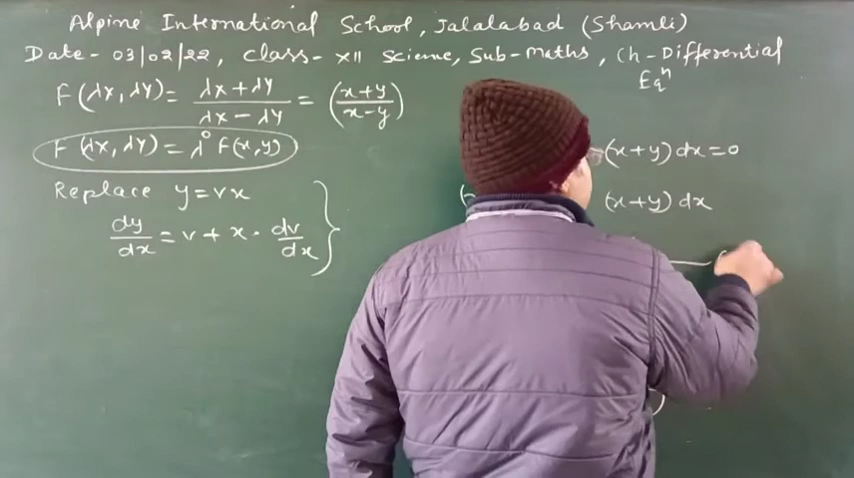 Alpine International School, Jalalabad (Shamli)
Date - 03/02/22, Class - XII Science, Sub - Maths, Ch - Differential Eqⁿ
F(λx, λy) = (λx + λy)/(λx - λy) = ((x+y)/(x-y))
F(λx, λy) = λ⁰ F(x,y)
Replace y = vx
dy/dx = v + x · dv/dx
(x+y) dx = 0
(x+y) dx